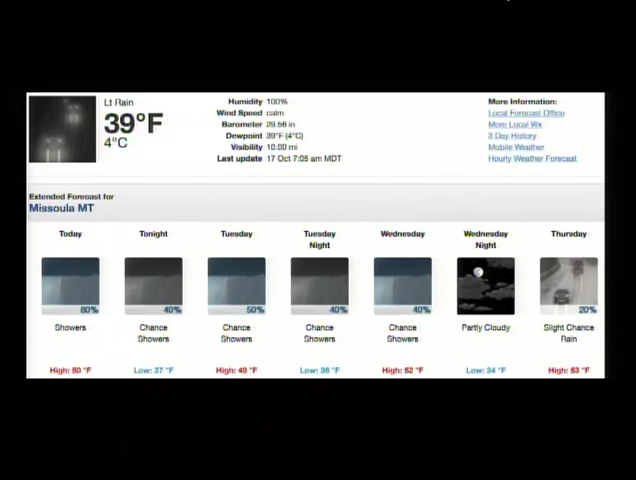 Lt Rain
39°F
4°C
Humidity 100%
Wind Speed calm
Barometer 29.56 in
Dewpoint 39°F (4°C)
Visibility 10.00 mi
Last update 17 Oct 7:05 am MDT
More Information:
Local Forecast Office
More Local Wx
3 Day History
Mobile Weather
Hourly Weather Forecast
Extended Forecast for
Missoula MT
Today Tonight Tuesday Tuesday Night Wednesday Wednesday Night Thursday
80% 40% 50% 40% 40% 20%
Showers Chance Showers Chance Showers Chance Showers Chance Showers Partly Cloudy Slight Chance Rain
High: 50 °F Low: 37 °F High: 49 °F Low: 36 °F High: 52 °F Low: 34 °F High: 53 °F